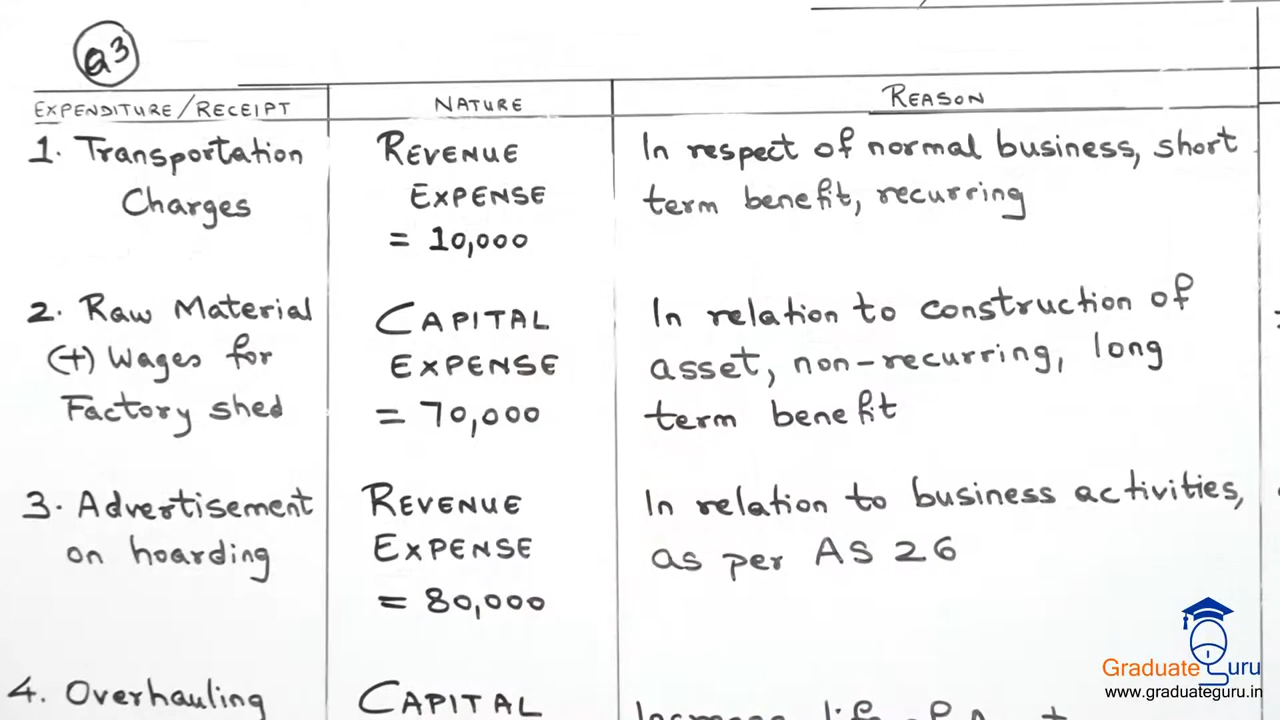 Q3
EXPENDITURE/RECEIPT
NATURE
REASON
1. Transportation
Charges
REVENUE
EXPENSE
= 10,000
In respect of normal business, short
term benefit, recurring
2. Raw Material
(+) Wages for
Factory shed
CAPITAL
EXPENSE
= 70,000
In relation to construction of
asset, non-recurring, long
term benefit
3. Advertisement
on hoarding
REVENUE
EXPENSE
= 80,000
In relation to business activities,
as per AS 26
4. Overhauling
CAPITAL
Graduate Guru
www.graduateguru.in